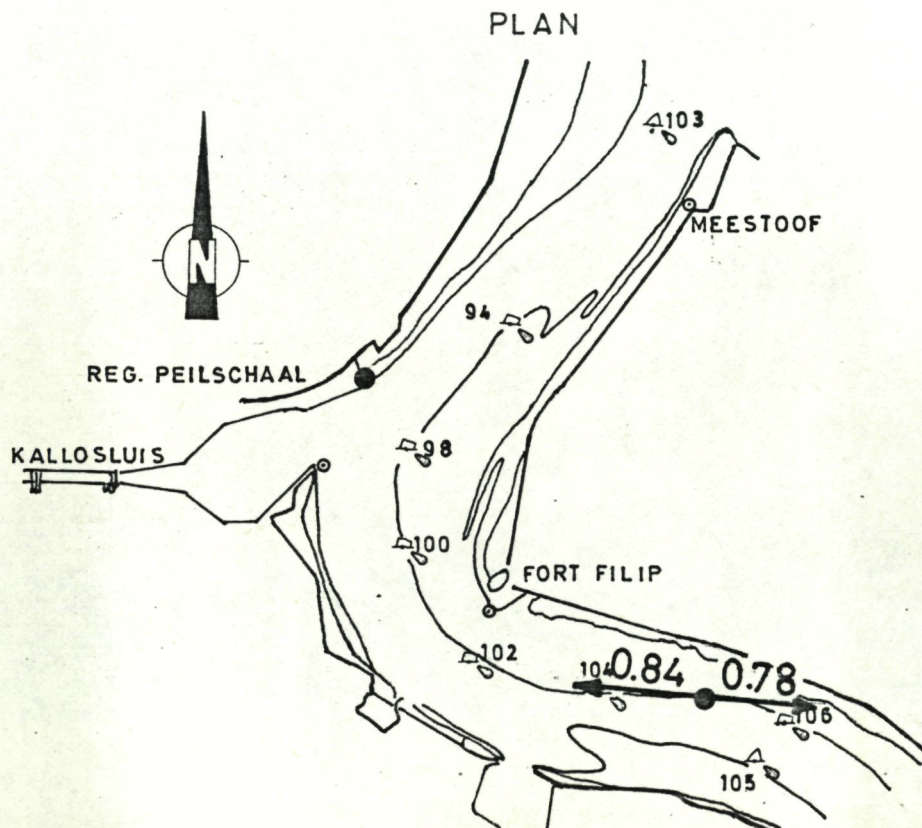 PLAN
103
MEESTOOF
N
94
REG. PEILSCHAAL
98
KALLOSLUIS
100
FORT FILIP
102
104 0.84 0.78
106
105